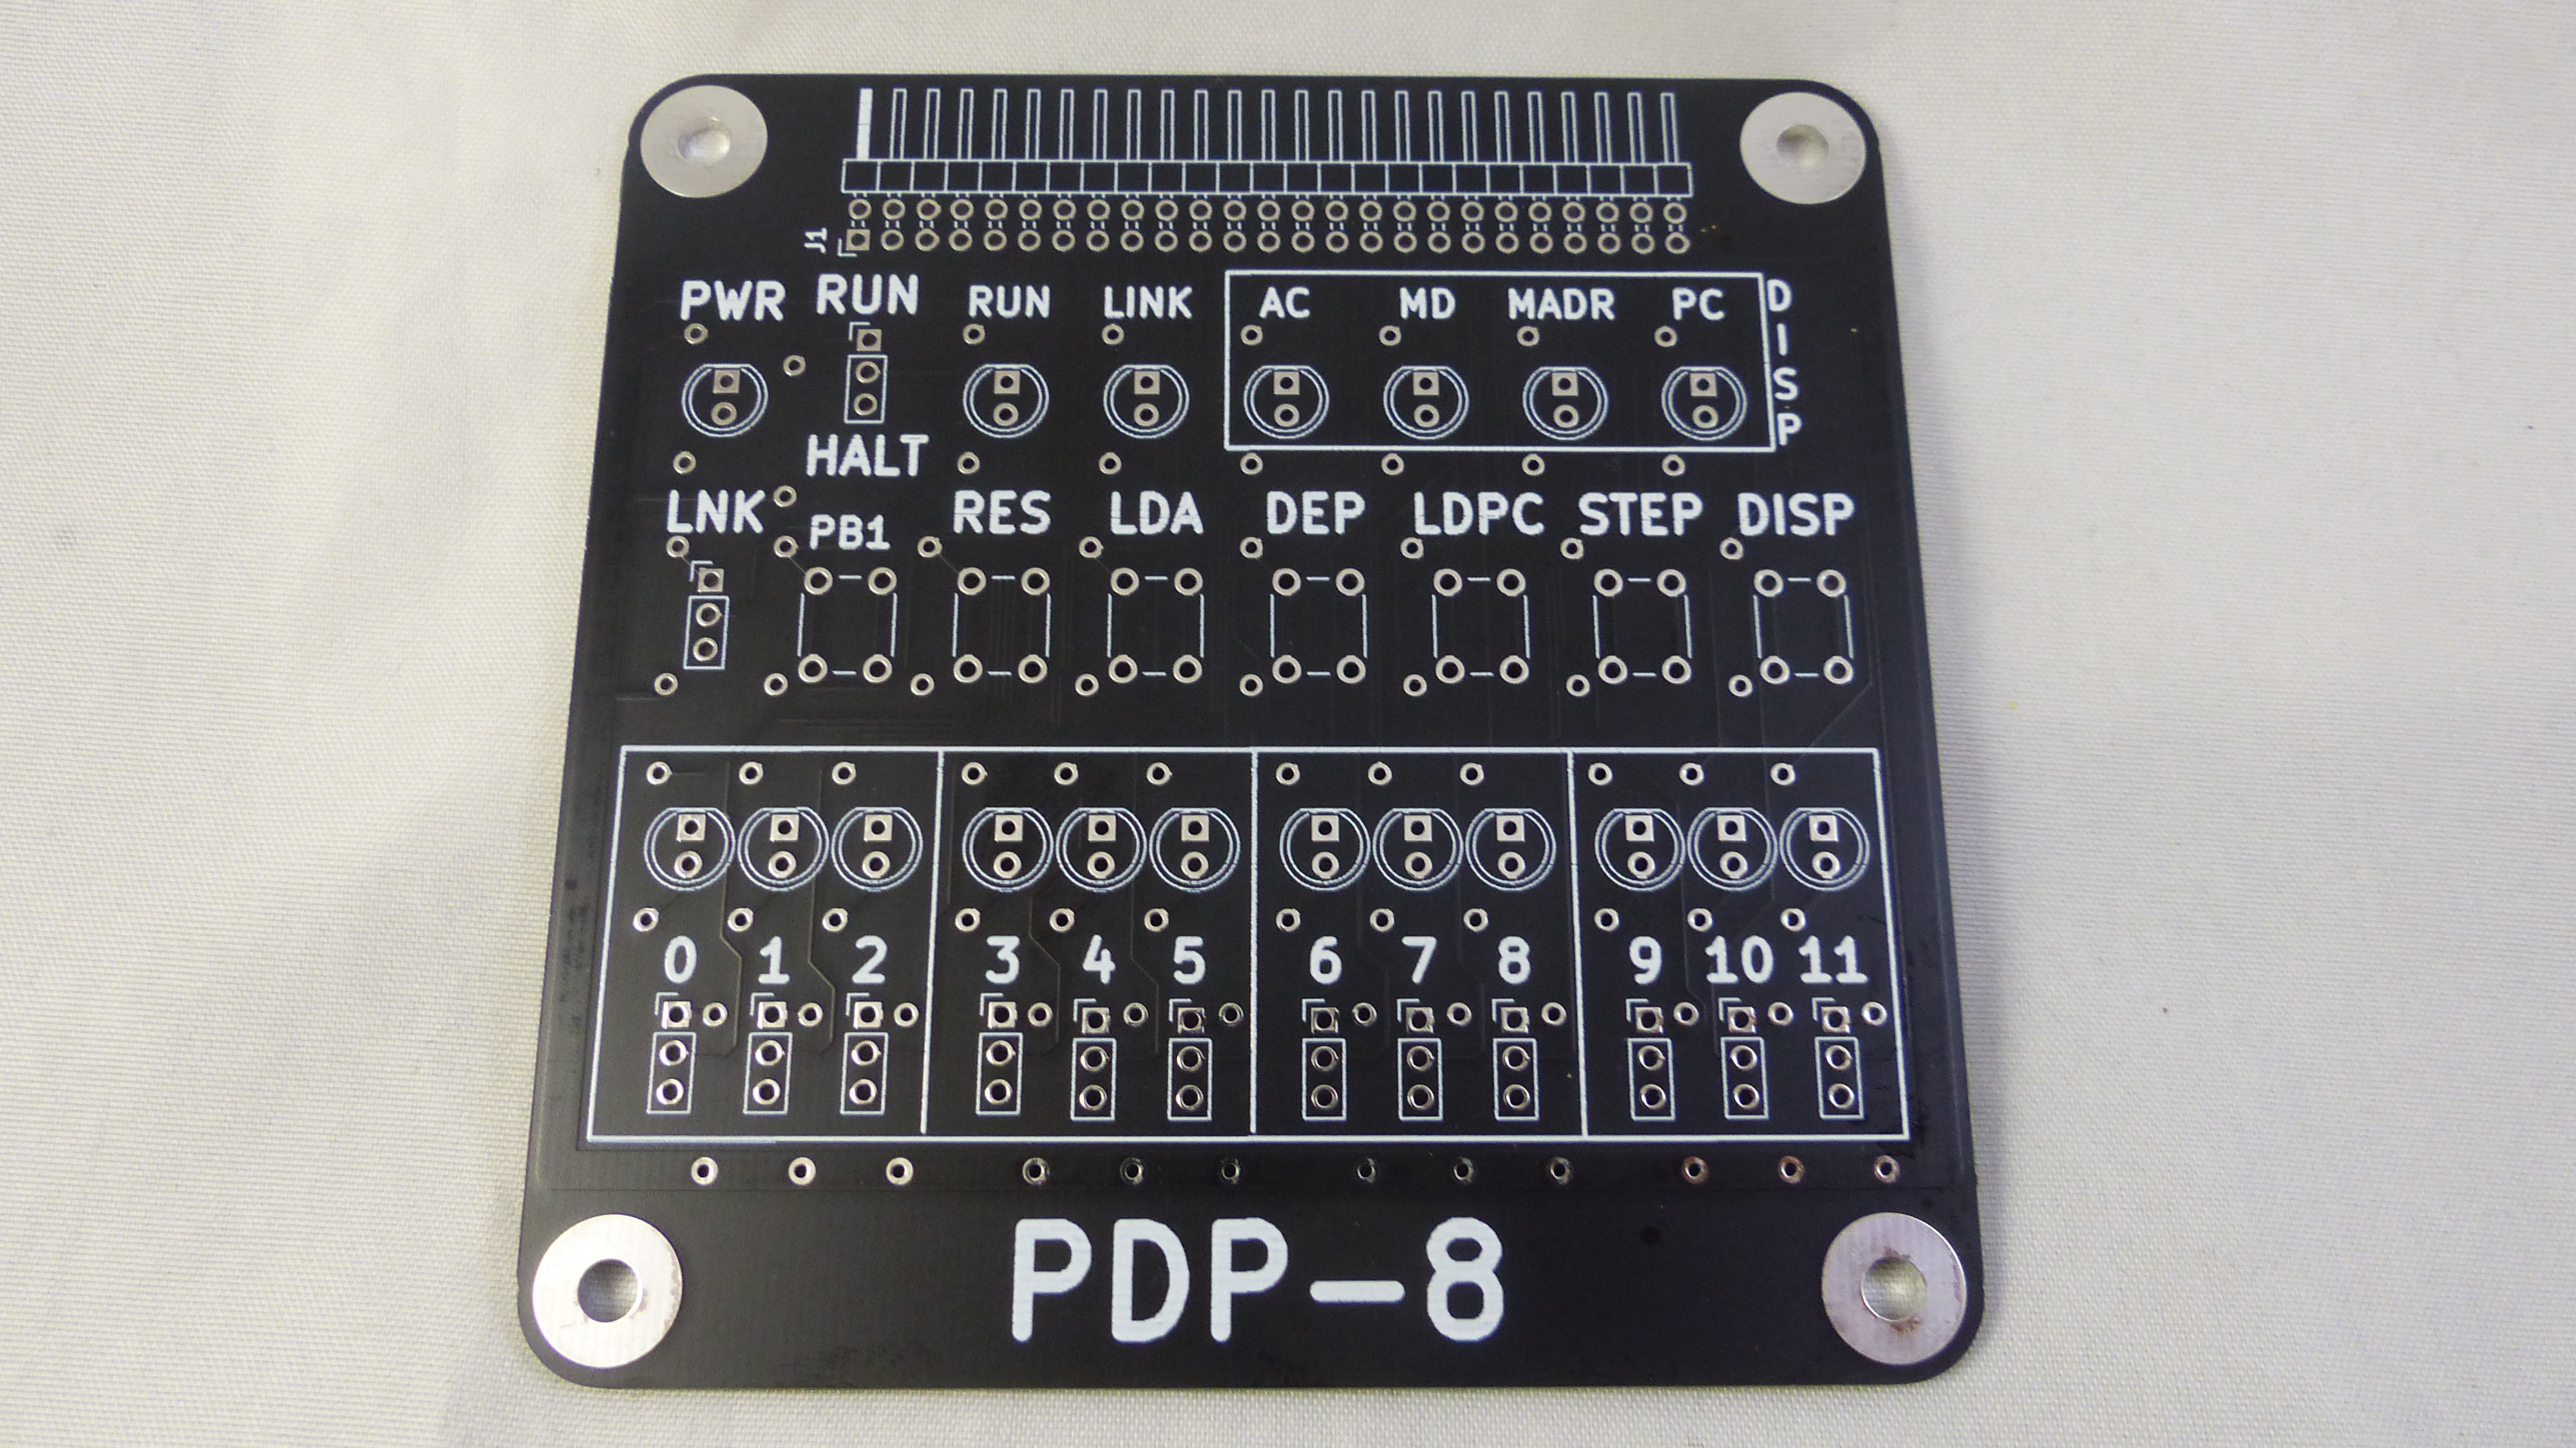 J1
PWR RUN RUN LINK AC MD MADR PC DISP
HALT
LNK PB1 RES LDA DEP LDPC STEP DISP
0 1 2 3 4 5 6 7 8 9 10 11
PDP-8